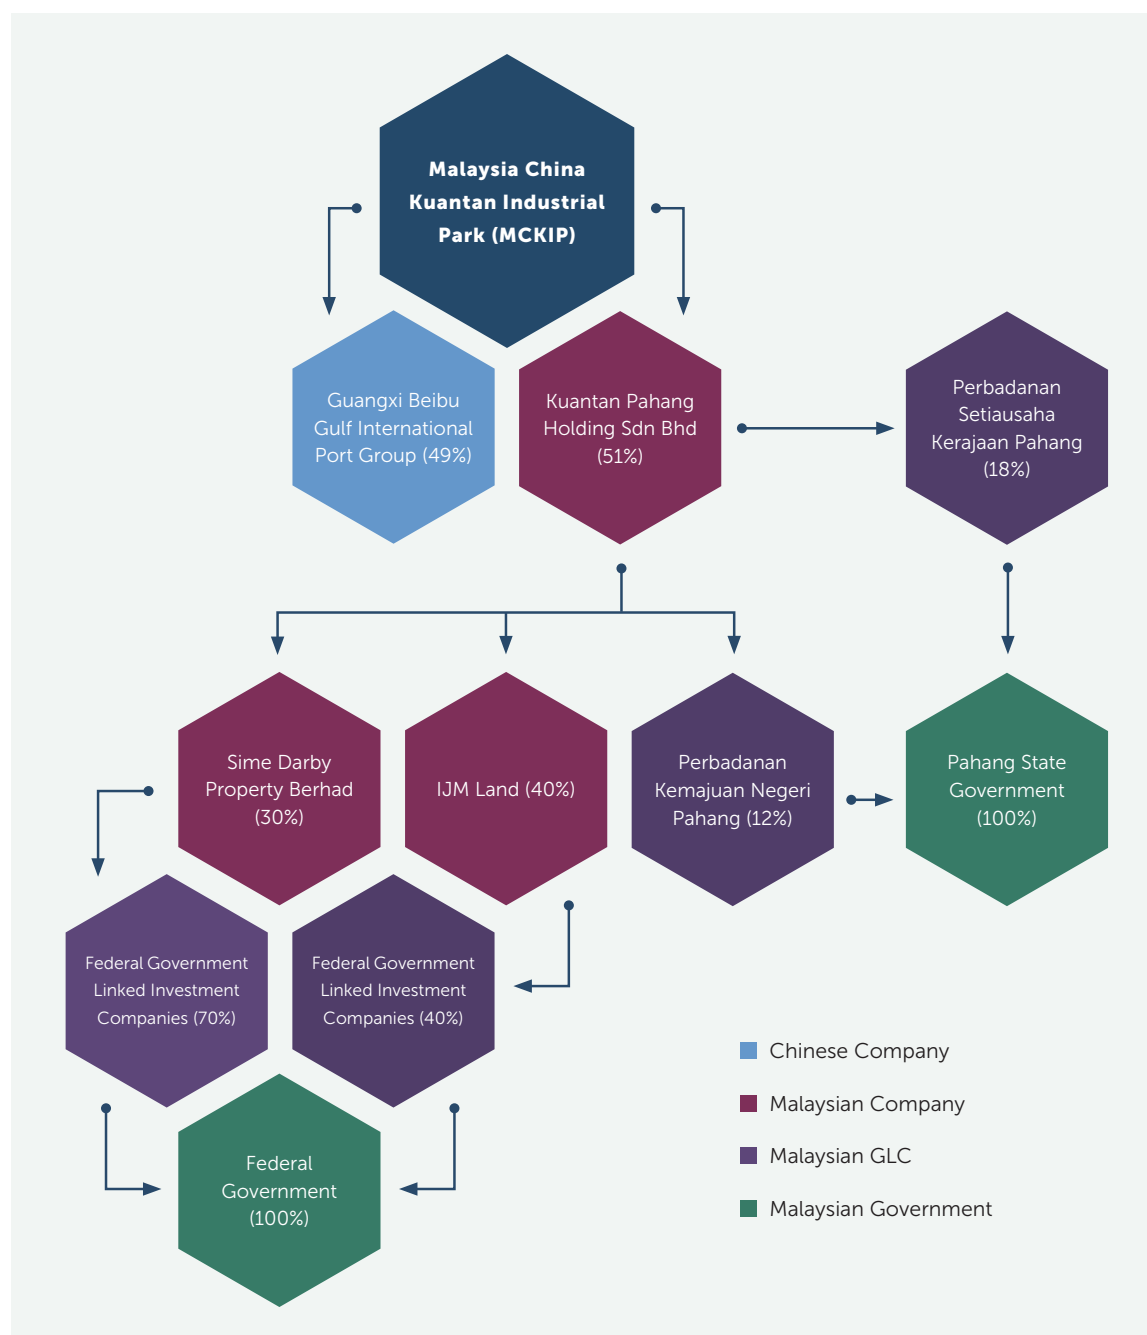 Malaysia China
Kuantan Industrial
Park (MCKIP)
Guangxi Beibu
Gulf International
Port Group (49%)
Kuantan Pahang
Holding Sdn Bhd
(51%)
Perbadanan
Setiausaha
Kerajaan Pahang
(18%)
Sime Darby
Property Berhad
(30%)
IJM Land (40%)
Perbadanan
Kemajuan Negeri
Pahang (12%)
Pahang State
Government
(100%)
Federal Government
Linked Investment
Companies (70%)
Federal Government
Linked Investment
Companies (40%)
Federal
Government
(100%)
Chinese Company
Malaysian Company
Malaysian GLC
Malaysian Government